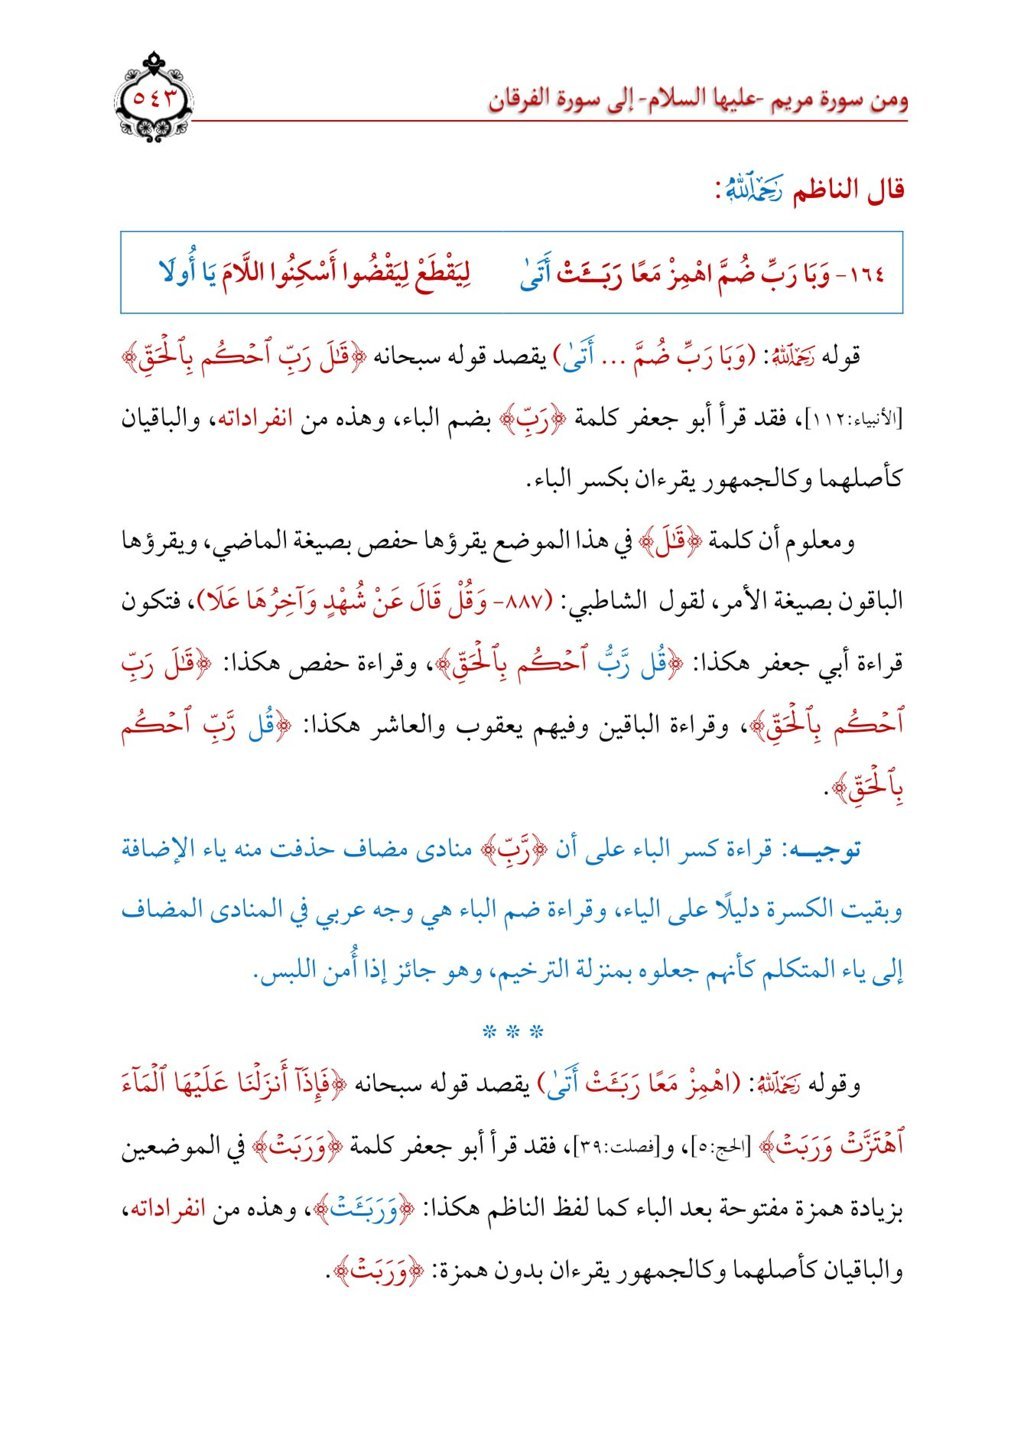 ومن سورة مريم -عليها السلام- إلى سورة الفرقان
٥٤٣
قال الناظم رَحِمَهُ ٱللَّهُ:
١٦٤- وَبَا رَبِّ ضُمَّ اهْمِزْ مَعًا رَبَـَٔـتْ أَتَىٰ لِيَقْطَعْ لِيَقْضُوا أَسْكِنُوا اللَّامَ يَا أُولَا
قوله رَحِمَهُ ٱللَّهُ: (وَبَا رَبِّ ضُمَّ ... أَتَىٰ) يقصد قوله سبحانه ﴿قَٰلَ رَبِّ ٱحْكُم بِٱلْحَقِّ﴾
[الأنبياء:١١٢]، فقد قرأ أبو جعفر كلمة ﴿رَبِّ﴾ بضم الباء، وهذه من انفراداته، والباقيان
كأصلهما وكالجمهور يقرءان بكسر الباء.
ومعلوم أن كلمة ﴿قَٰلَ﴾ في هذا الموضع يقرؤها حفص بصيغة الماضي، ويقرؤها
الباقون بصيغة الأمر، لقول الشاطبي: (٨٨٧- وَقُلْ قَالَ عَنْ شُهْدٍ وَآخِرُهَا عَلَا)، فتكون
قراءة أبي جعفر هكذا: ﴿قُل رَّبُّ ٱحْكُم بِٱلْحَقِّ﴾، وقراءة حفص هكذا: ﴿قَٰلَ رَبِّ
ٱحْكُم بِٱلْحَقِّ﴾، وقراءة الباقين وفيهم يعقوب والعاشر هكذا: ﴿قُل رَّبِّ ٱحْكُم
بِٱلْحَقِّ﴾.
توجيـــه: قراءة كسر الباء على أن ﴿رَّبِّ﴾ منادى مضاف حذفت منه ياء الإضافة
وبقيت الكسرة دليلًا على الياء، وقراءة ضم الباء هي وجه عربي في المنادى المضاف
إلى ياء المتكلم كأنهم جعلوه بمنزلة الترخيم، وهو جائز إذا أُمن اللبس.
* * *
وقوله رَحِمَهُ ٱللَّهُ: (اهْمِزْ مَعًا رَبَـَٔتْ أَتَىٰ) يقصد قوله سبحانه ﴿فَإِذَآ أَنزَلْنَا عَلَيْهَا ٱلْمَآءَ
ٱهْتَزَّتْ وَرَبَتْ﴾ [الحج:٥]، و[فصلت:٣٩]، فقد قرأ أبو جعفر كلمة ﴿وَرَبَتْ﴾ في الموضعين
بزيادة همزة مفتوحة بعد الباء كما لفظ الناظم هكذا: ﴿وَرَبَـَٔتْ﴾، وهذه من انفراداته،
والباقيان كأصلهما وكالجمهور يقرءان بدون همزة: ﴿وَرَبَتْ﴾.